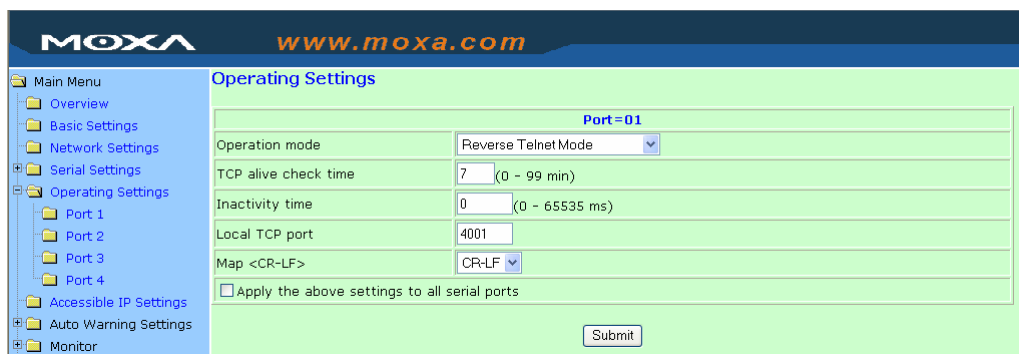 MOXA www.moxa.com
Main Menu
Overview
Basic Settings
Network Settings
Serial Settings
Operating Settings
Port 1
Port 2
Port 3
Port 4
Accessible IP Settings
Auto Warning Settings
Monitor
Operating Settings
Port=01
Operation mode Reverse Telnet Mode
TCP alive check time 7 (0 - 99 min)
Inactivity time 0 (0 - 65535 ms)
Local TCP port 4001
Map <CR-LF> CR-LF
Apply the above settings to all serial ports
Submit